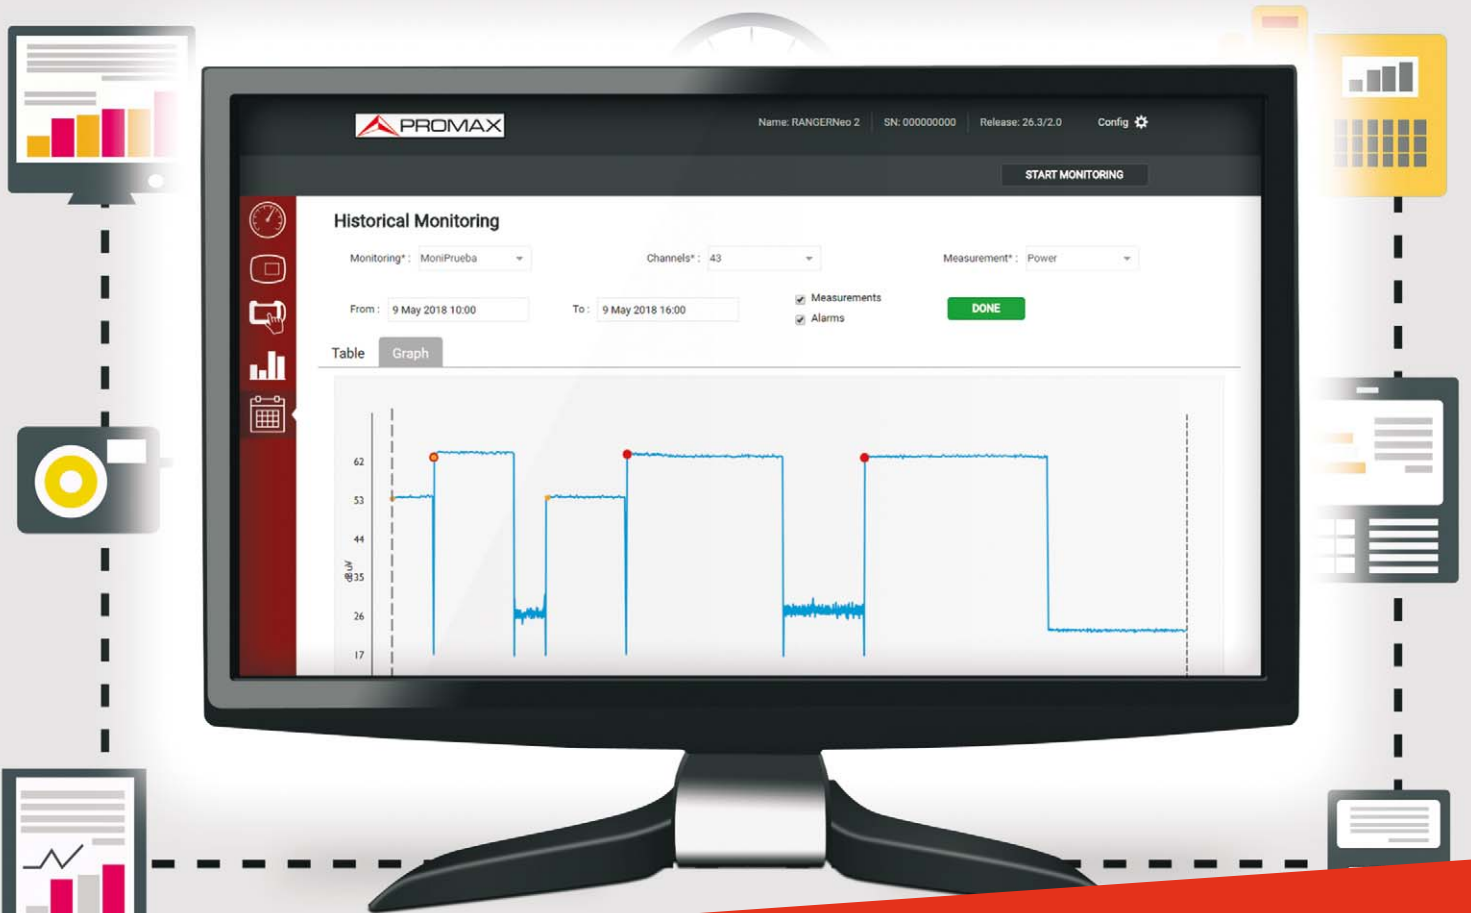 PROMAX
Name: RANGERNeo 2 SN: 000000000 Release: 26.3/2.0 Config
START MONITORING
Historical Monitoring
Monitoring* : MoniPrueba Channels* : 43 Measurement* : Power
From : 9 May 2018 10:00 To : 9 May 2018 16:00 Measurements DONE
Alarms
Table Graph
62
53
44
dBuV
35
26
17